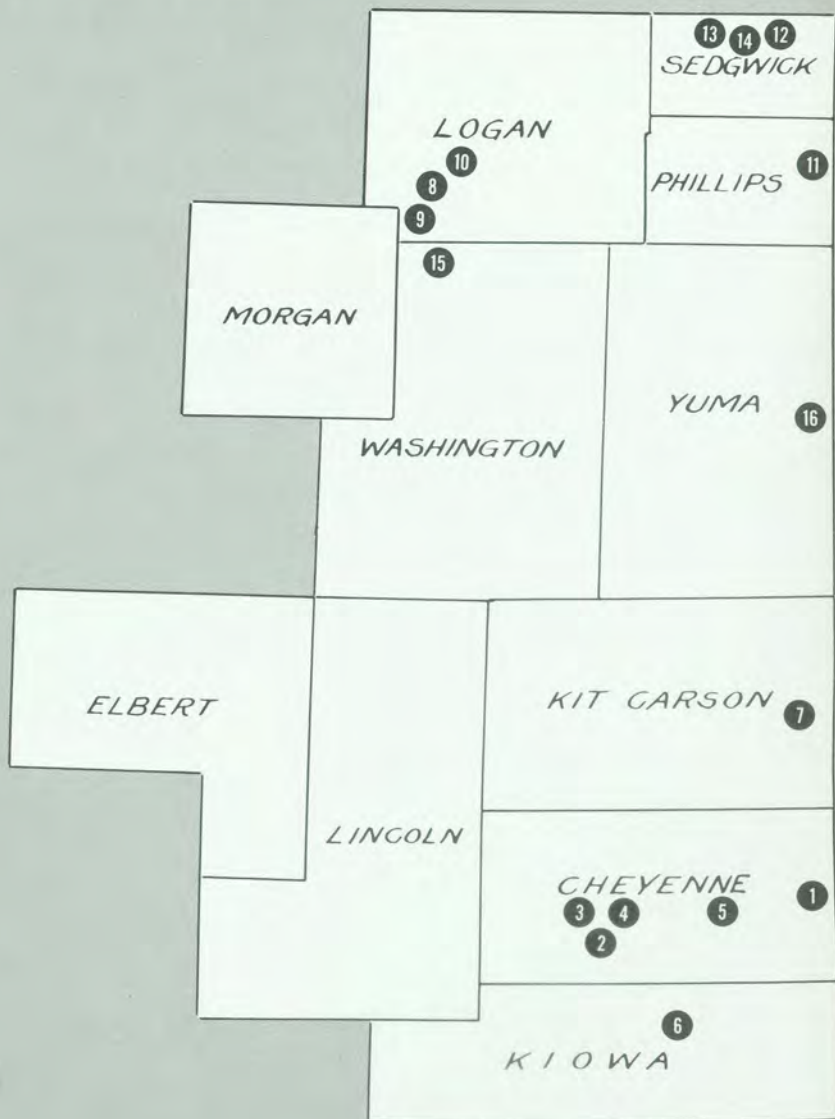 13 14 12
SEDGWICK
LOGAN
10
11
8
PHILLIPS
9
15
MORGAN
YUMA
16
WASHINGTON
ELBERT
KIT CARSON 7
LINCOLN
CHEYENNE
1
3 4 5
2
6
KIOWA